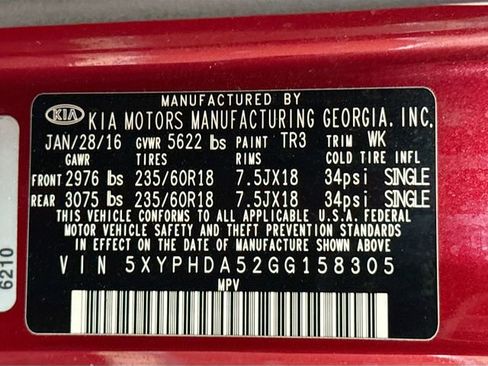 MANUFACTURED BY
KIA KIA MOTORS MANUFACTURING GEORGIA. INC.
JAN/28/16 GVWR 5622 lbs PAINT TR3 TRIM WK
GAWR TIRES RIMS COLD TIRE INFL
FRONT 2976 lbs 235/60R18 7.5JX18 34psi SINGLE
REAR 3075 lbs 235/60R18 7.5JX18 34psi SINGLE
THIS VEHICLE CONFORMS TO ALL APPLICABLE U.S.A. FEDERAL
MOTOR VEHICLE SAFETY AND THEFT PREVENTION STANDARDS
IN EFFECT ON THE DATE OF MANUFACTURE SHOWN ABOVE.
VIN 5XYPHDA52GG158305
MPV
6210